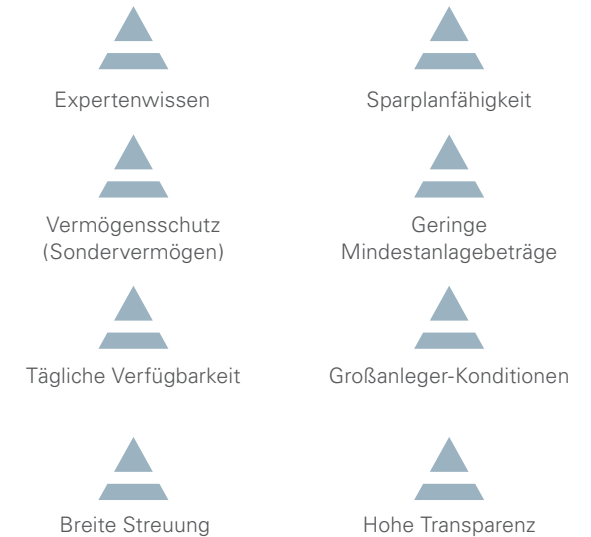 Expertenwissen
Sparplanfähigkeit
Vermögensschutz
(Sondervermögen)
Geringe
Mindestanlagebeträge
Tägliche Verfügbarkeit
Großanleger-Konditionen
Breite Streuung
Hohe Transparenz